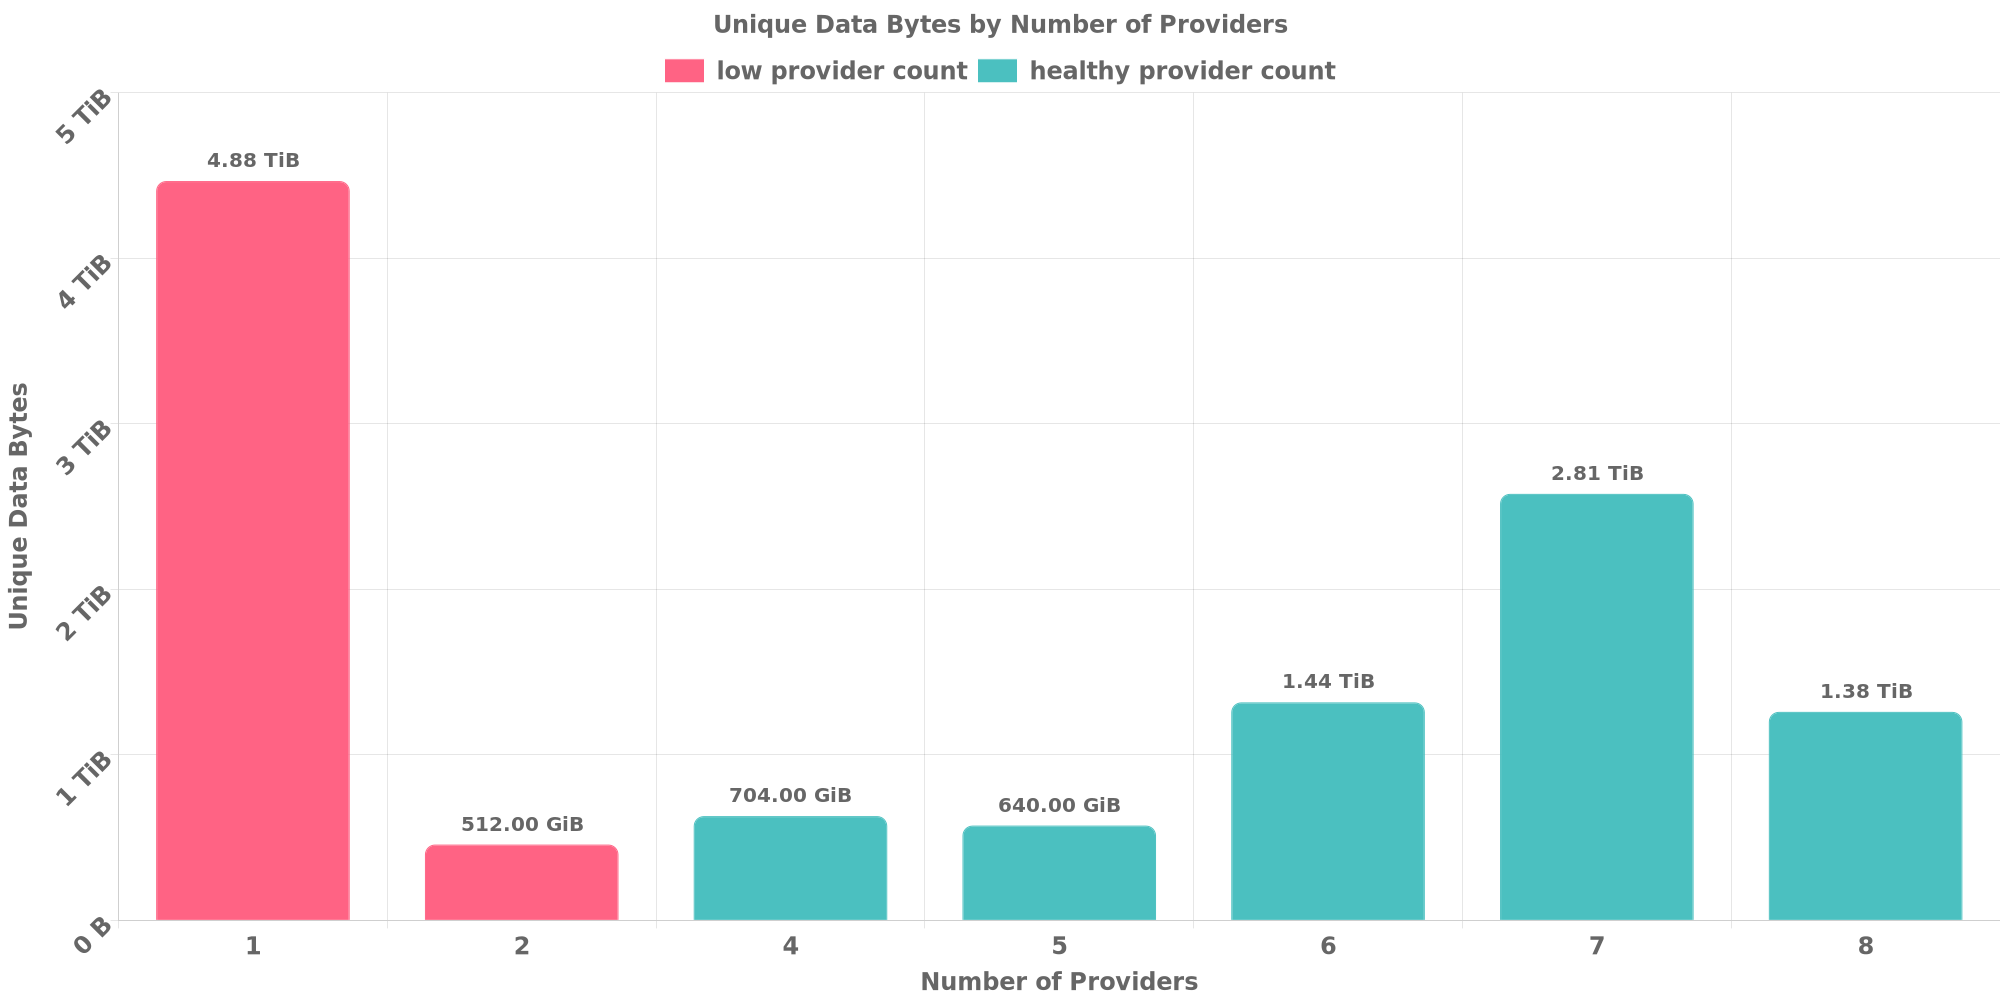 Unique Data Bytes by Number of Providers
low provider count
healthy provider count
Unique Data Bytes
5 TiB
4 TiB
3 TiB
2 TiB
1 TiB
0 B
4.88 TiB
512.00 GiB
704.00 GiB
640.00 GiB
1.44 TiB
2.81 TiB
1.38 TiB
1 2 4 5 6 7 8
Number of Providers